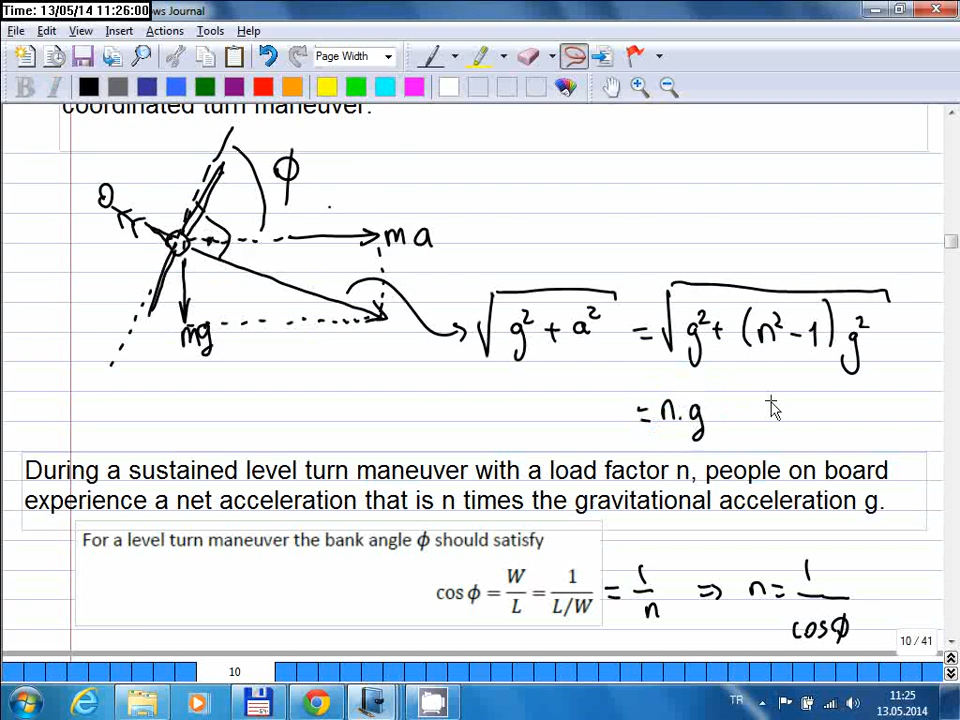 Time: 13/05/14 11:26:00
ws Journal
File Edit View Insert Actions Tools Help
Page Width
B I
coordinated turn maneuver.
ϕ
ma
mg
√(g² + a²) = √(g² + (n² - 1) g²)
= n.g
During a sustained level turn maneuver with a load factor n, people on board
experience a net acceleration that is n times the gravitational acceleration g.
For a level turn maneuver the bank angle ϕ should satisfy
cos ϕ = W/L = 1/(L/W) = 1/n ⇒ n = 1/cosϕ
10 / 41
10
TR
11:25
13.05.2014